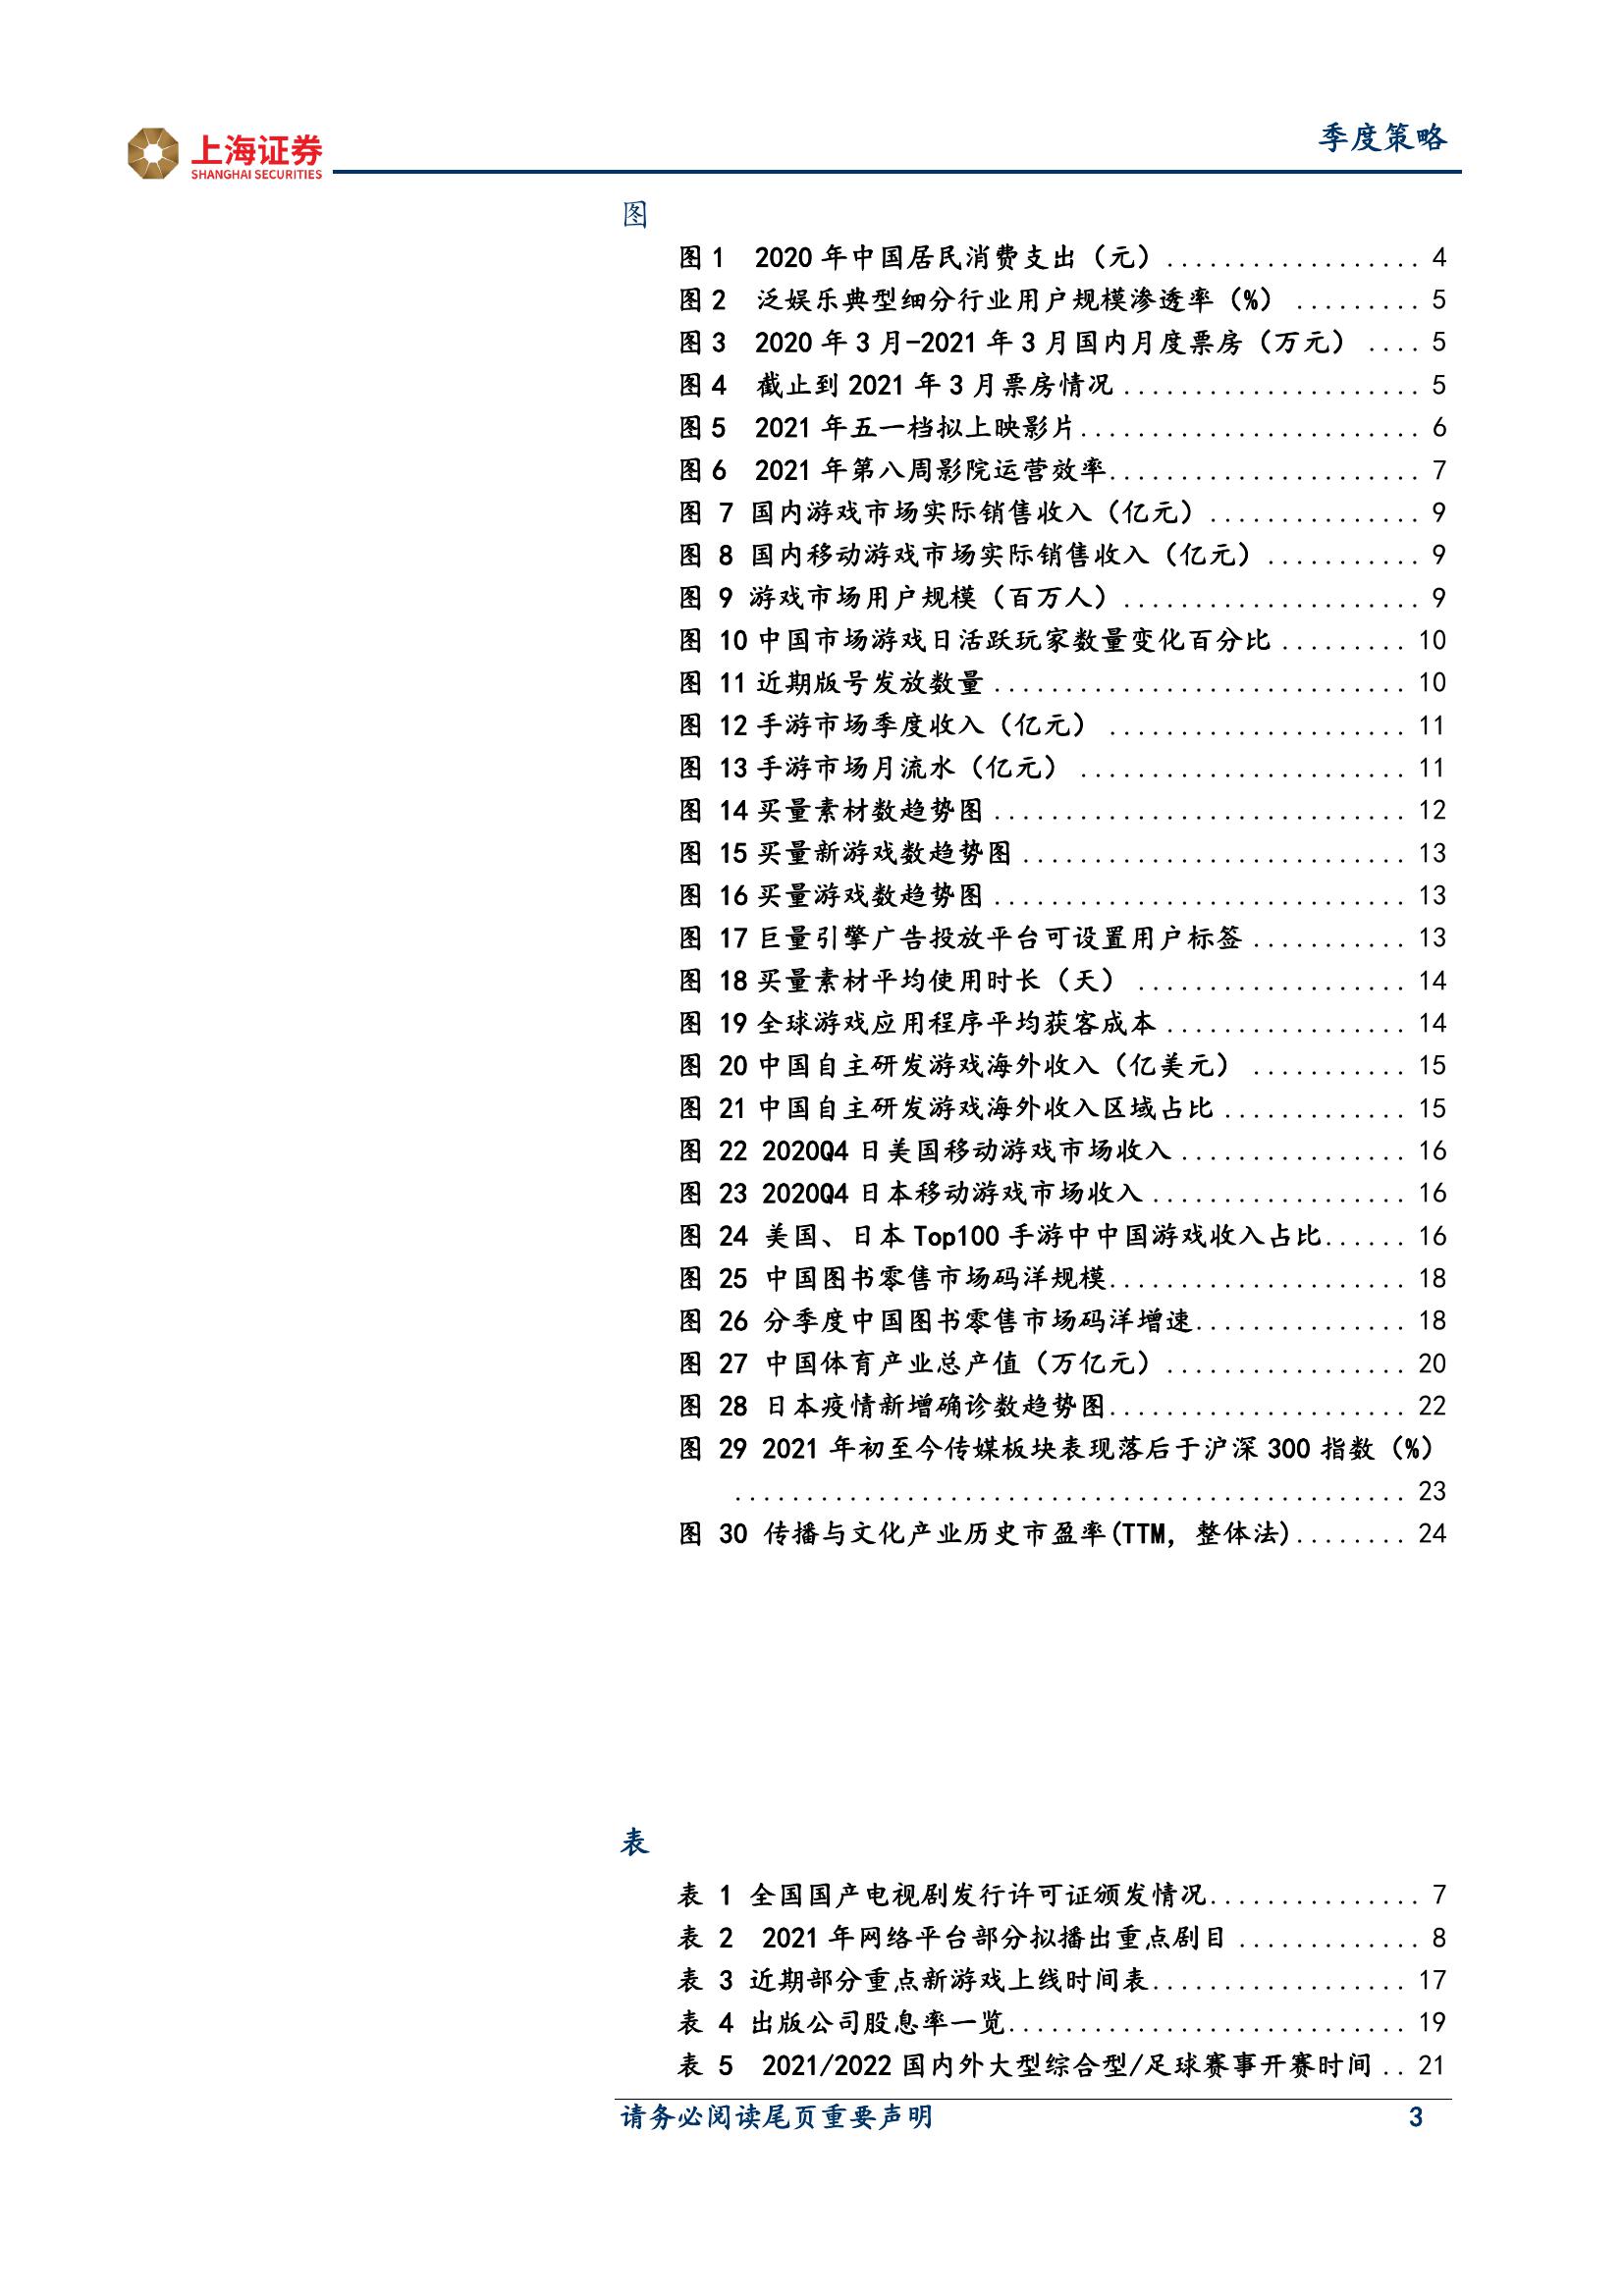 上海证券
SHANGHAI SECURITIES
季度策略
图
图 1 2020 年中国居民消费支出（元）.................. 4
图 2 泛娱乐典型细分行业用户规模渗透率（%） ......... 5
图 3 2020 年 3 月-2021 年 3 月国内月度票房（万元） .... 5
图 4 截止到 2021 年 3 月票房情况 ..................... 5
图 5 2021 年五一档拟上映影片........................ 6
图 6 2021 年第八周影院运营效率...................... 7
图 7 国内游戏市场实际销售收入（亿元）............... 9
图 8 国内移动游戏市场实际销售收入（亿元）........... 9
图 9 游戏市场用户规模（百万人）..................... 9
图 10 中国市场游戏日活跃玩家数量变化百分比 ......... 10
图 11 近期版号发放数量 ............................. 10
图 12 手游市场季度收入（亿元） ..................... 11
图 13 手游市场月流水（亿元） ....................... 11
图 14 买量素材数趋势图 ............................. 12
图 15 买量新游戏数趋势图 ........................... 13
图 16 买量游戏数趋势图 ............................. 13
图 17 巨量引擎广告投放平台可设置用户标签 ........... 13
图 18 买量素材平均使用时长（天） ................... 14
图 19 全球游戏应用程序平均获客成本 ................. 14
图 20 中国自主研发游戏海外收入（亿美元） ........... 15
图 21 中国自主研发游戏海外收入区域占比 ............. 15
图 22 2020Q4 日美国移动游戏市场收入 ................ 16
图 23 2020Q4 日本移动游戏市场收入 .................. 16
图 24 美国、日本 Top100 手游中中国游戏收入占比...... 16
图 25 中国图书零售市场码洋规模..................... 18
图 26 分季度中国图书零售市场码洋增速............... 18
图 27 中国体育产业总产值（万亿元）................. 20
图 28 日本疫情新增确诊数趋势图..................... 22
图 29 2021 年初至今传媒板块表现落后于沪深 300 指数（%）
............................................... 23
图 30 传播与文化产业历史市盈率(TTM，整体法)........ 24
表
表 1 全国国产电视剧发行许可证颁发情况............... 7
表 2 2021 年网络平台部分拟播出重点剧目 ............. 8
表 3 近期部分重点新游戏上线时间表.................. 17
表 4 出版公司股息率一览............................ 19
表 5 2021/2022 国内外大型综合型/足球赛事开赛时间 .. 21
请务必阅读尾页重要声明 3